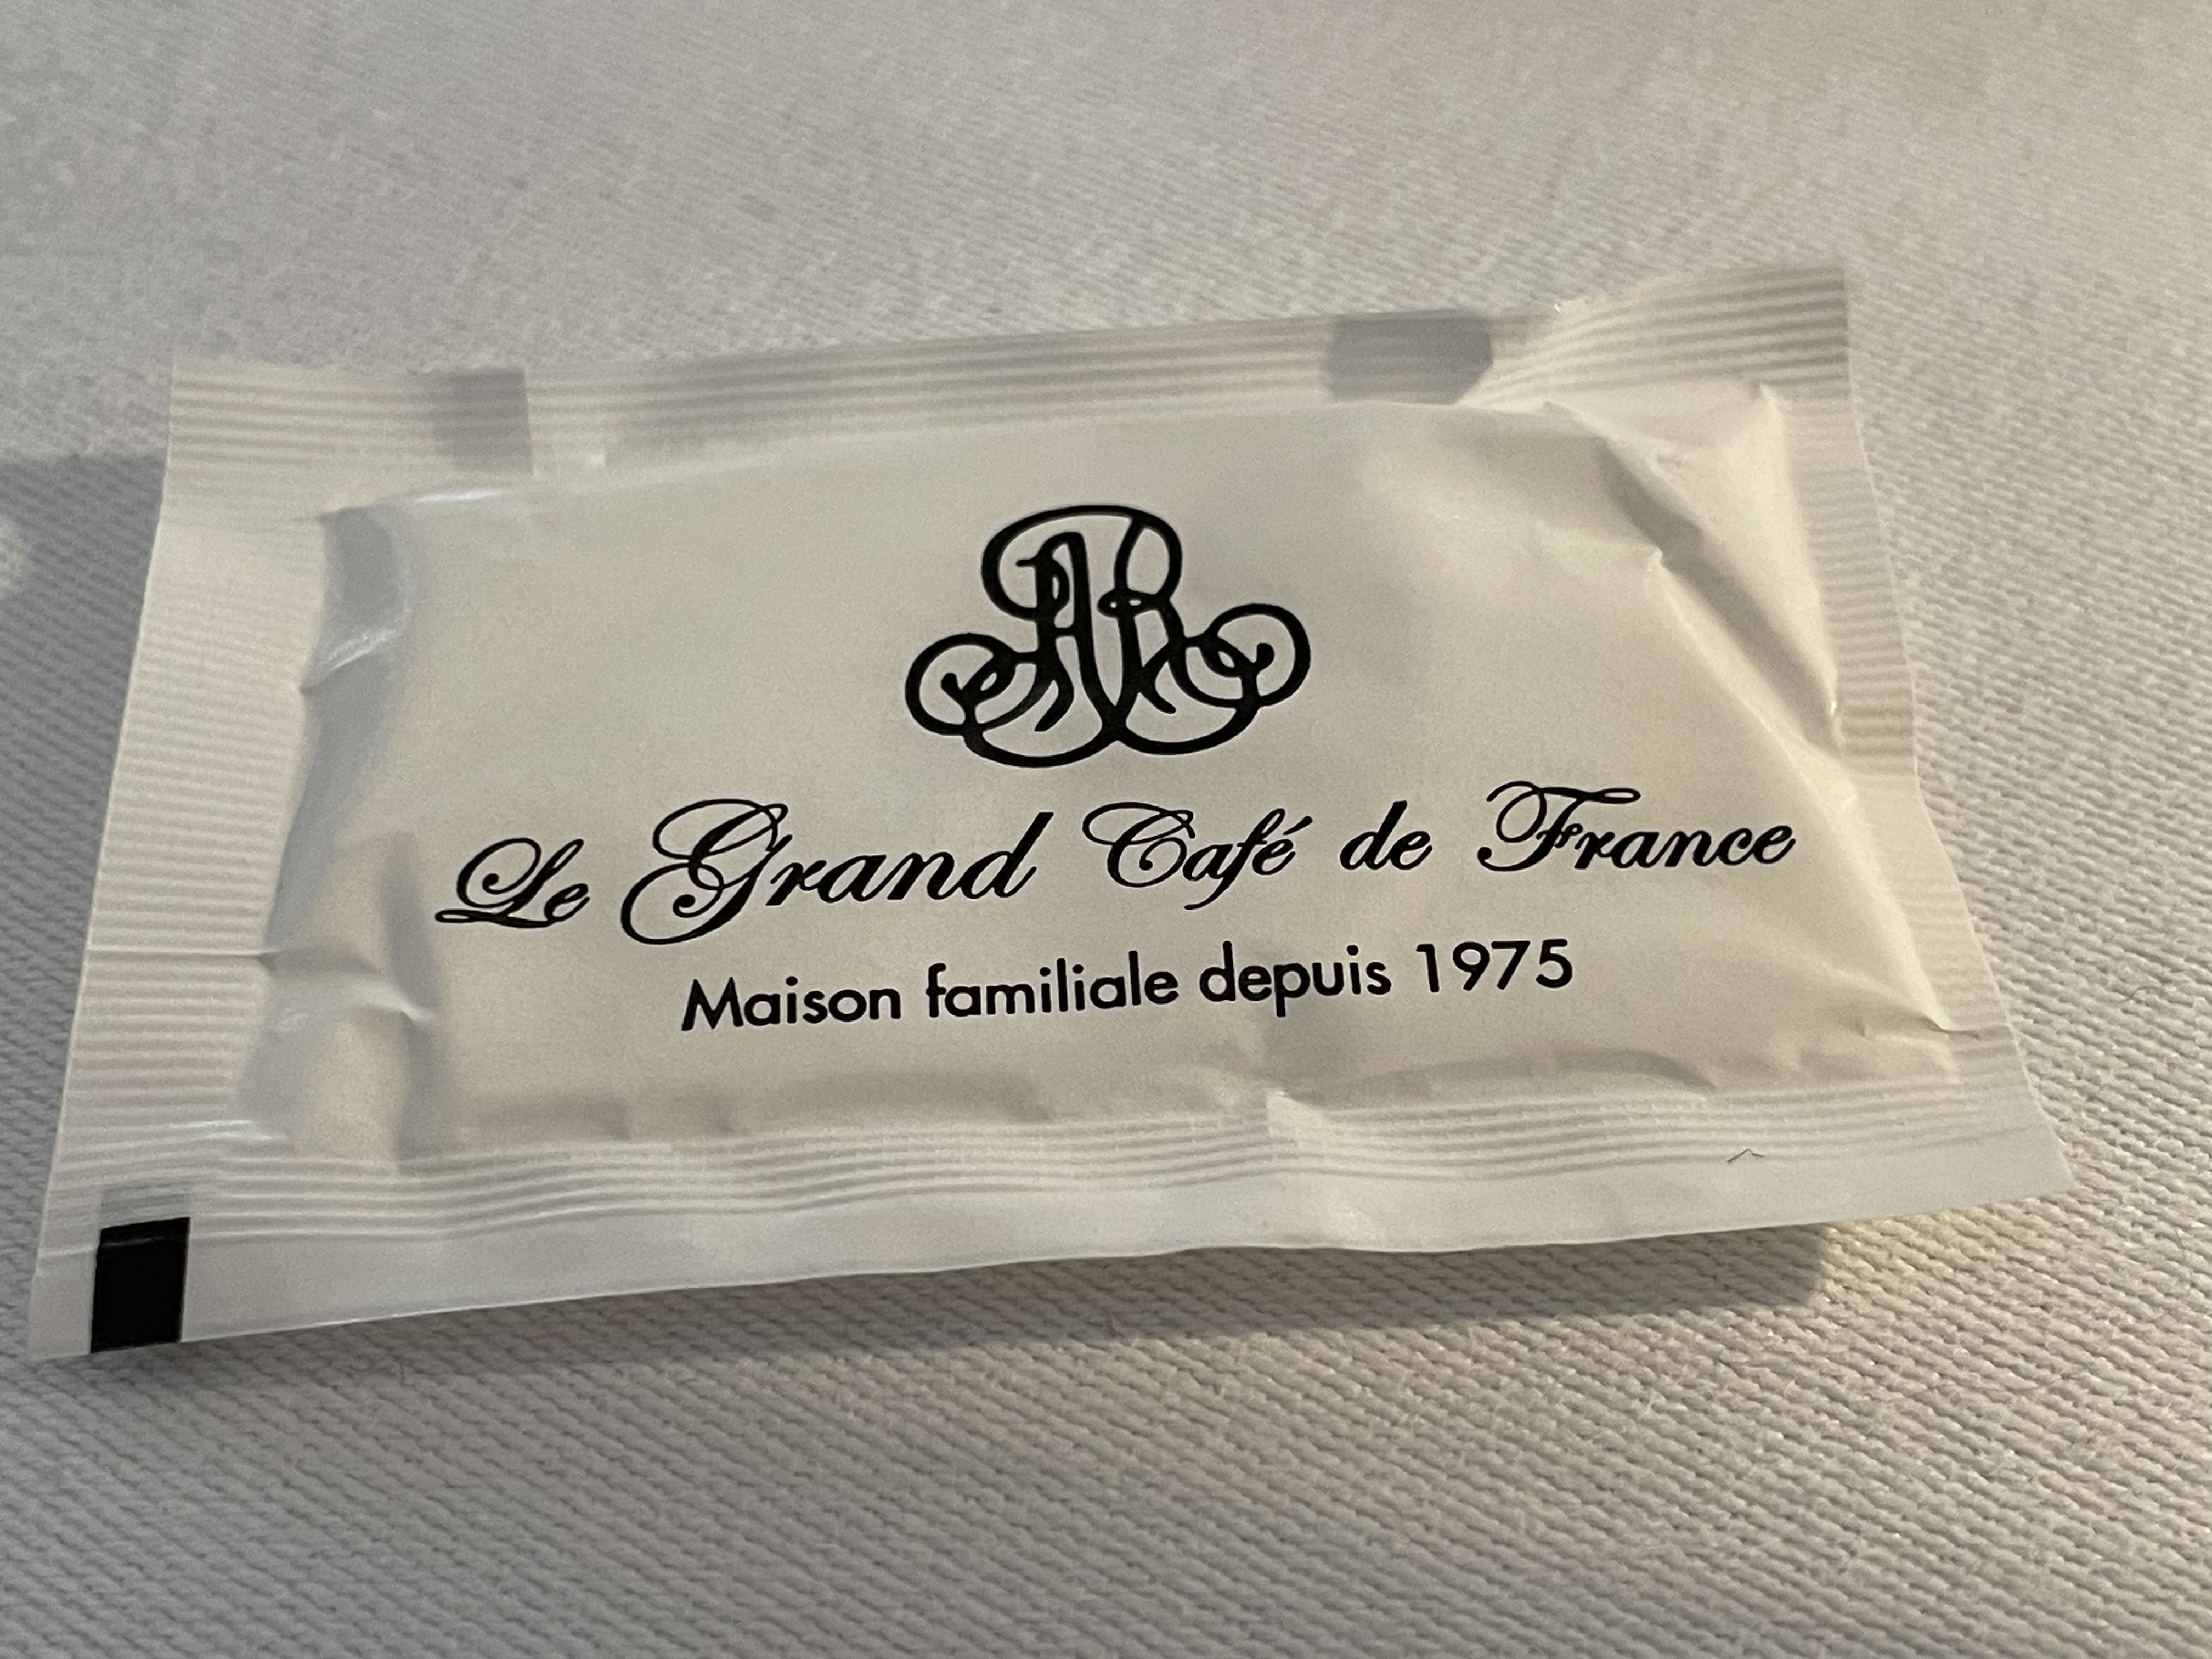 Le Grand Café de France
Maison familiale depuis 1975